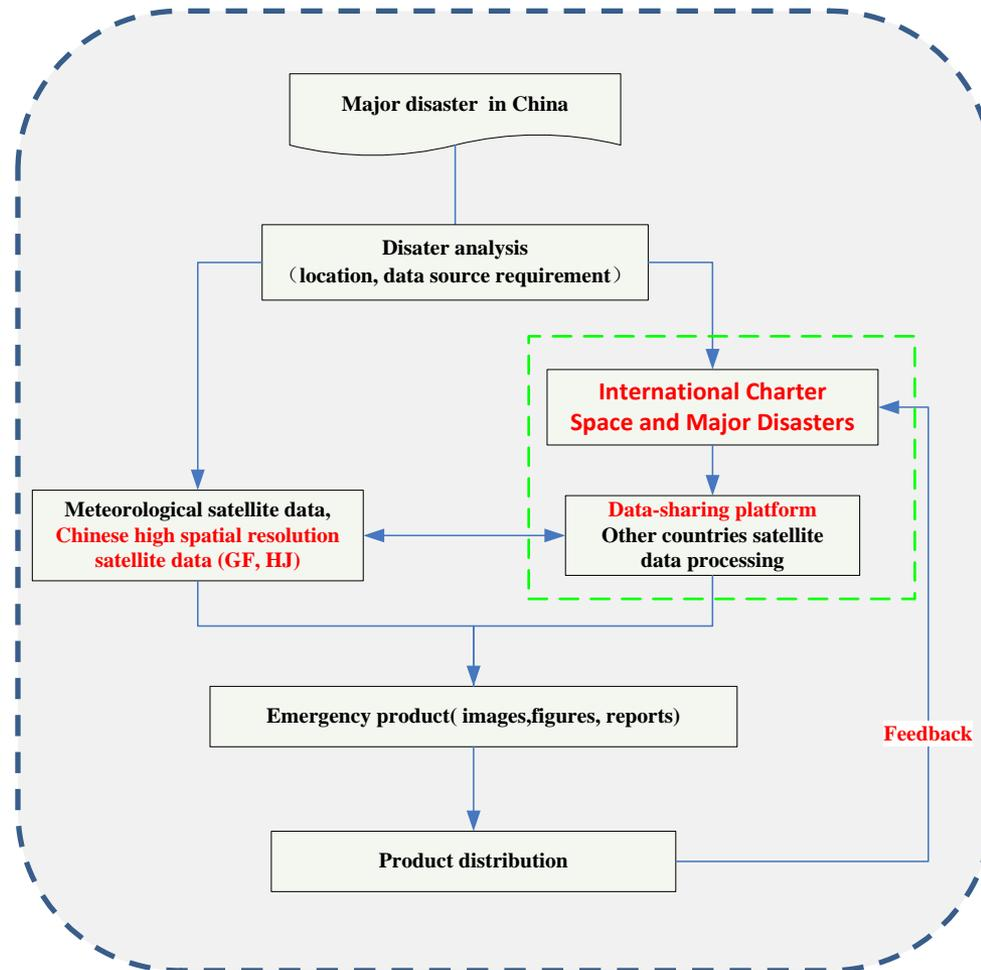 Major disaster  in China
Disater analysis
（location, data source requirement）
International Charter
Space and Major Disasters
Meteorological satellite data,
Chinese high spatial resolution
satellite data (GF, HJ)
Data-sharing platform
Other countries satellite
data processing
Emergency product( images,figures, reports)
Feedback
Product distribution